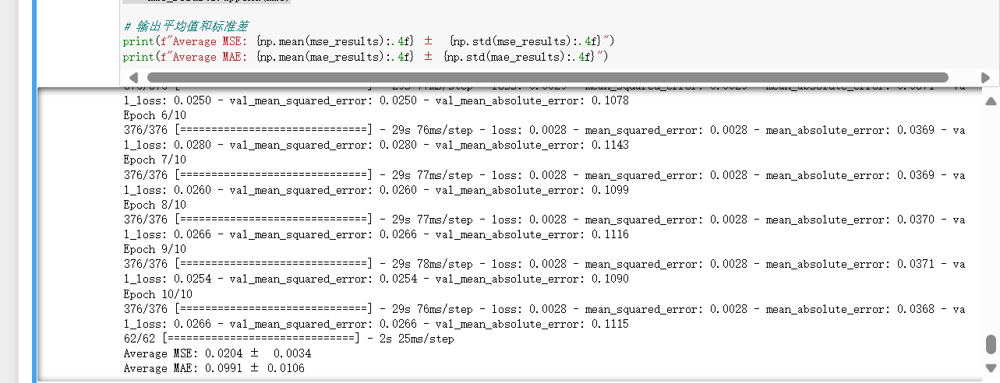 # 输出平均值和标准差
print(f"Average MSE: {np.mean(mse_results):.4f} ±  {np.std(mse_results):.4f}")
print(f"Average MAE: {np.mean(mae_results):.4f} ± {np.std(mae_results):.4f}")
l_loss: 0.0250 - val_mean_squared_error: 0.0250 - val_mean_absolute_error: 0.1078
Epoch 6/10
376/376 [==============================] - 29s 76ms/step - loss: 0.0028 - mean_squared_error: 0.0028 - mean_absolute_error: 0.0369 - va
l_loss: 0.0280 - val_mean_squared_error: 0.0280 - val_mean_absolute_error: 0.1143
Epoch 7/10
376/376 [==============================] - 29s 77ms/step - loss: 0.0028 - mean_squared_error: 0.0028 - mean_absolute_error: 0.0369 - va
l_loss: 0.0260 - val_mean_squared_error: 0.0260 - val_mean_absolute_error: 0.1099
Epoch 8/10
376/376 [==============================] - 29s 77ms/step - loss: 0.0028 - mean_squared_error: 0.0028 - mean_absolute_error: 0.0370 - va
l_loss: 0.0266 - val_mean_squared_error: 0.0266 - val_mean_absolute_error: 0.1116
Epoch 9/10
376/376 [==============================] - 29s 78ms/step - loss: 0.0028 - mean_squared_error: 0.0028 - mean_absolute_error: 0.0371 - va
l_loss: 0.0254 - val_mean_squared_error: 0.0254 - val_mean_absolute_error: 0.1090
Epoch 10/10
376/376 [==============================] - 29s 76ms/step - loss: 0.0028 - mean_squared_error: 0.0028 - mean_absolute_error: 0.0368 - va
l_loss: 0.0266 - val_mean_squared_error: 0.0266 - val_mean_absolute_error: 0.1115
62/62 [==============================] - 2s 25ms/step
Average MSE: 0.0204 ±  0.0034
Average MAE: 0.0991 ± 0.0106